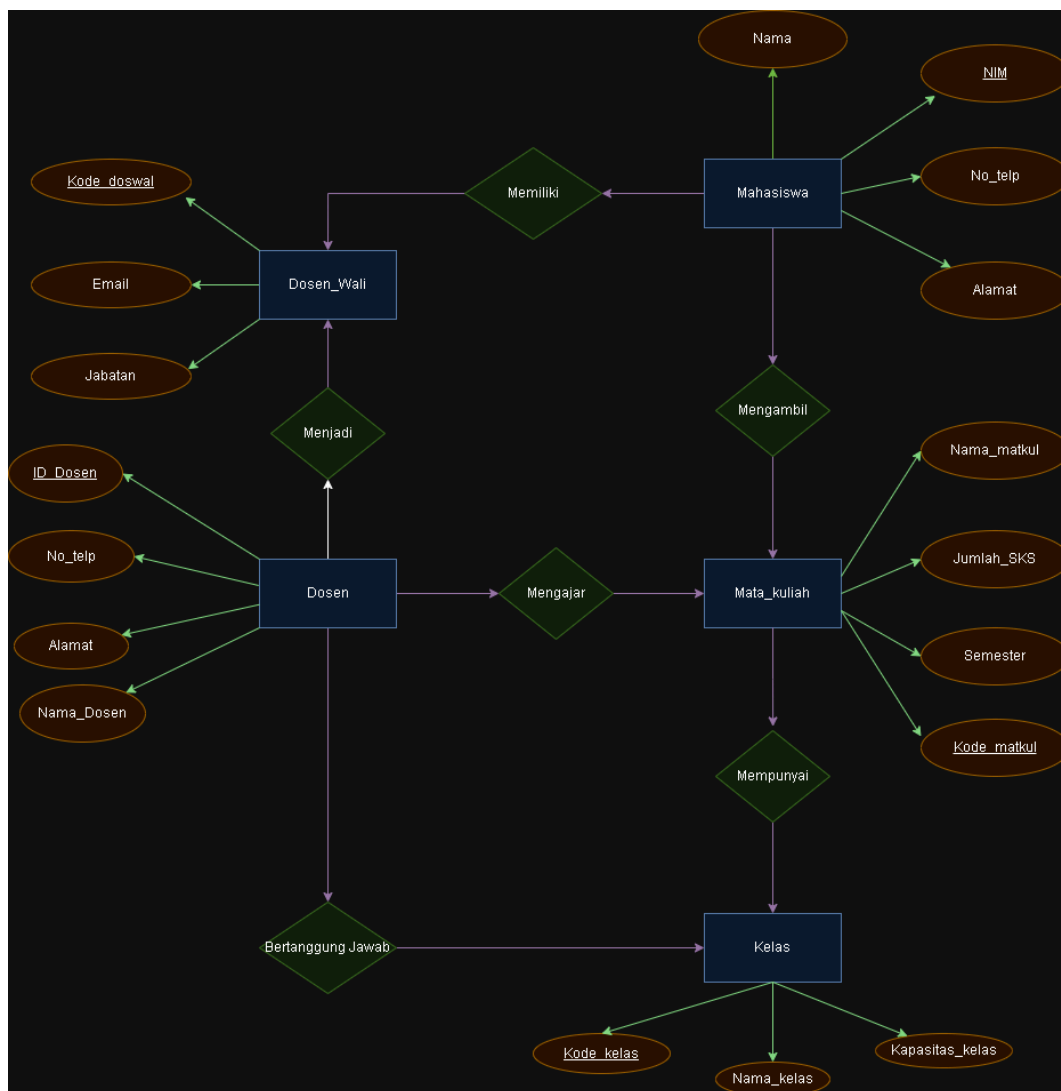 Nama
NIM
Kode_doswal
Memiliki
Mahasiswa
No_telp
Email
Dosen_Wali
Alamat
Jabatan
Menjadi
Mengambil
ID_Dosen
Nama_matkul
No_telp
Jumlah_SKS
Dosen
Mengajar
Mata_kuliah
Alamat
Semester
Nama_Dosen
Kode_matkul
Mempunyai
Bertanggung Jawab
Kelas
Kode_kelas
Kapasitas_kelas
Nama_kelas